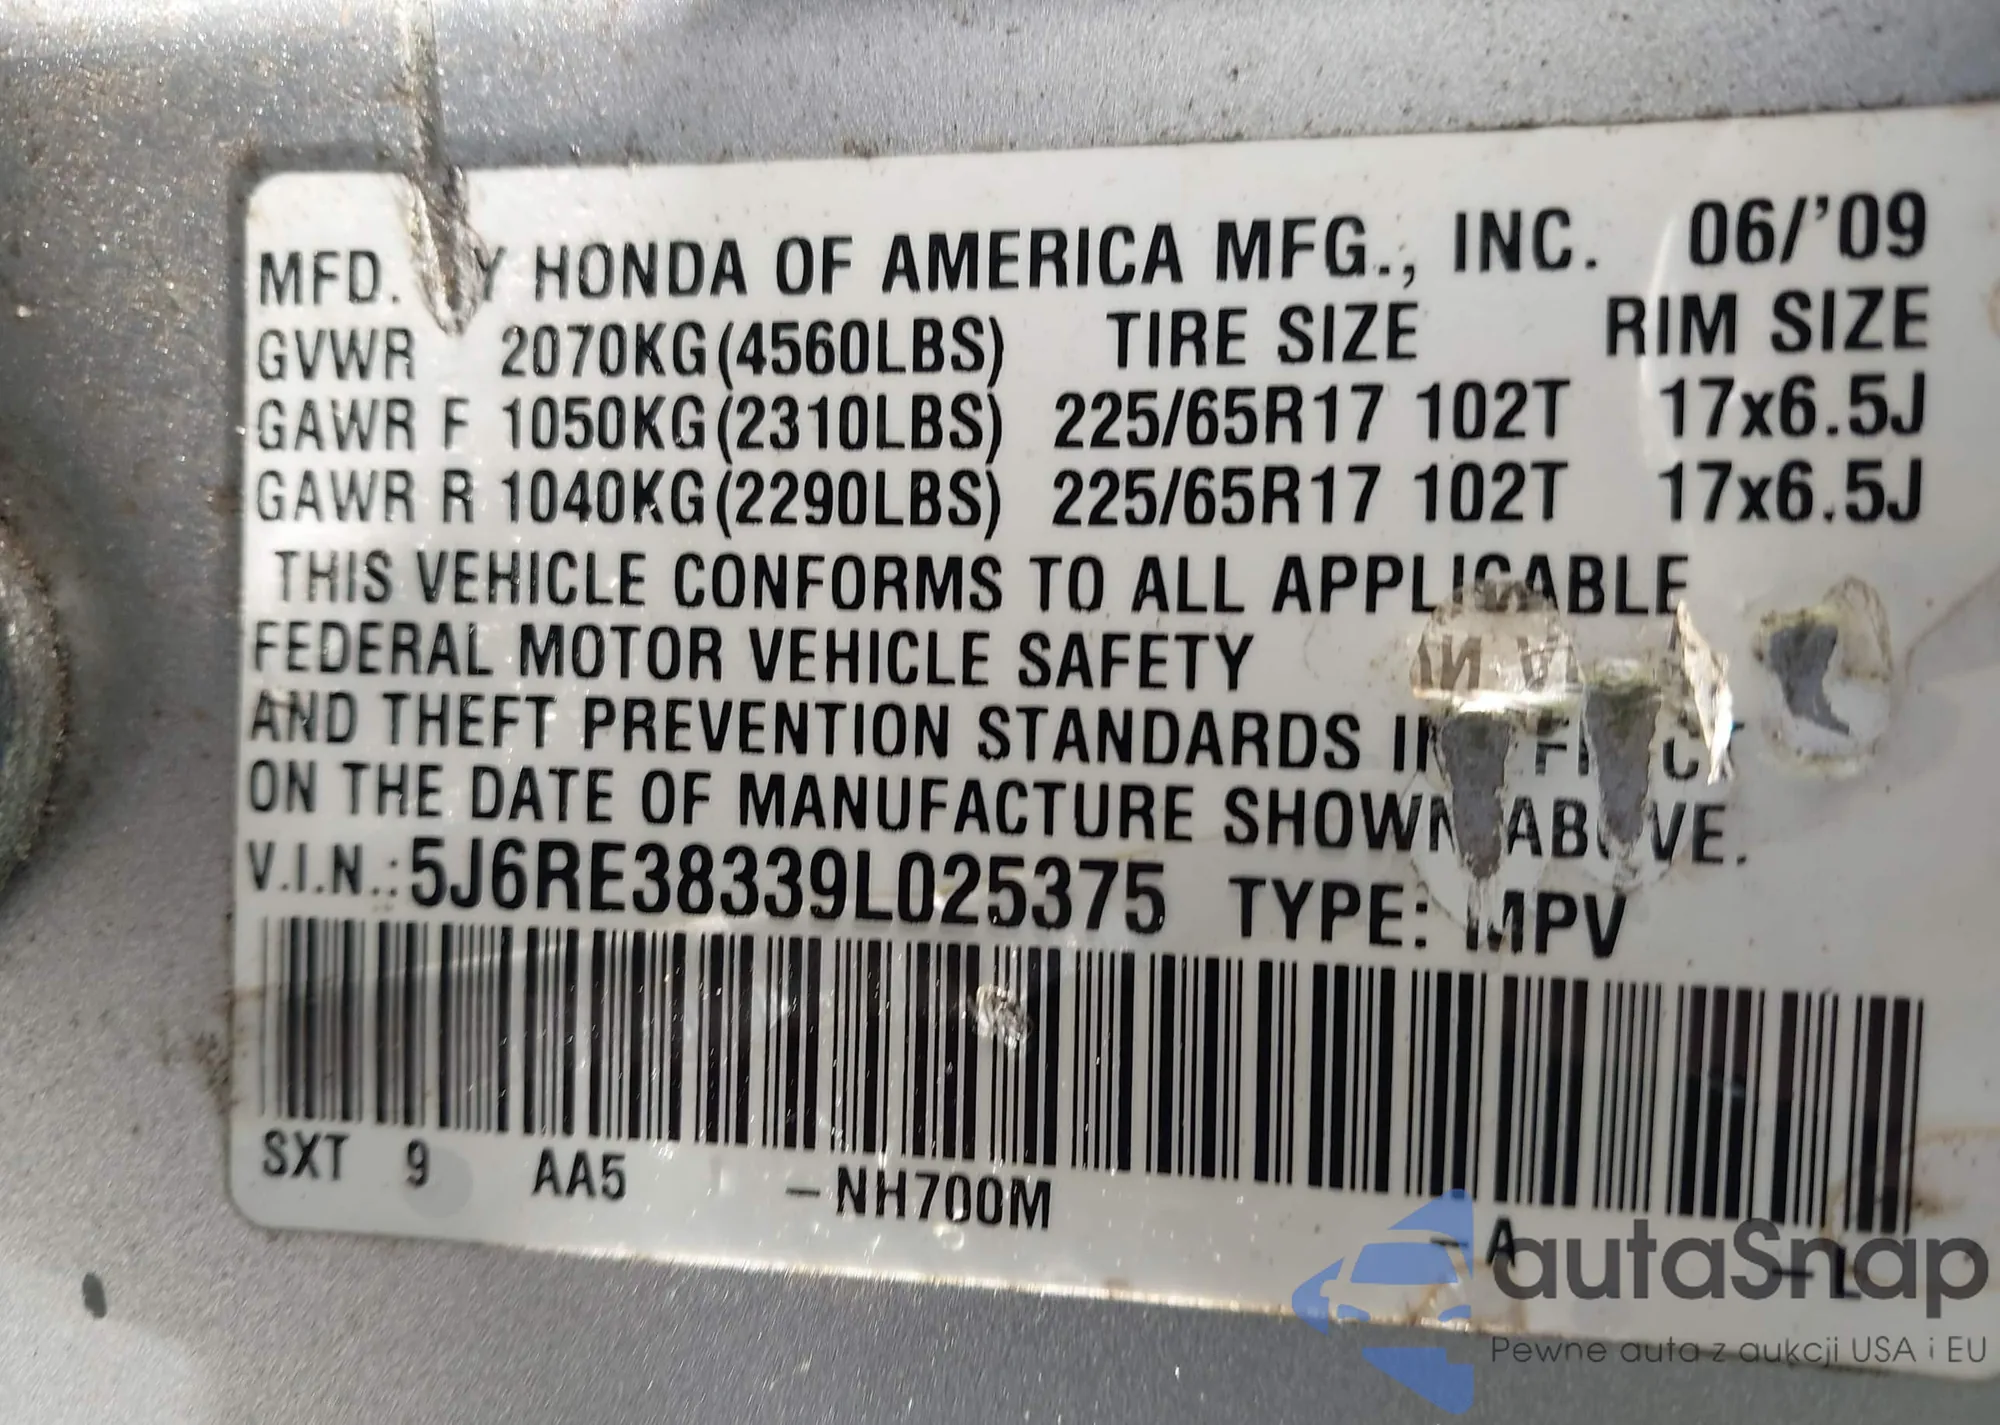 MFD. BY HONDA OF AMERICA MFG., INC. 06/'09
GVWR 2070KG(4560LBS) TIRE SIZE RIM SIZE
GAWR F 1050KG(2310LBS) 225/65R17 102T 17x6.5J
GAWR R 1040KG(2290LBS) 225/65R17 102T 17x6.5J
THIS VEHICLE CONFORMS TO ALL APPLICABLE
FEDERAL MOTOR VEHICLE SAFETY
AND THEFT PREVENTION STANDARDS IN EFFECT
ON THE DATE OF MANUFACTURE SHOWN ABOVE.
V.I.N.: 5J6RE38339L025375 TYPE: MPV
SXT 9 AA5 -NH700M -A -L
autaSnap
Pewne auta z aukcji USA i EU